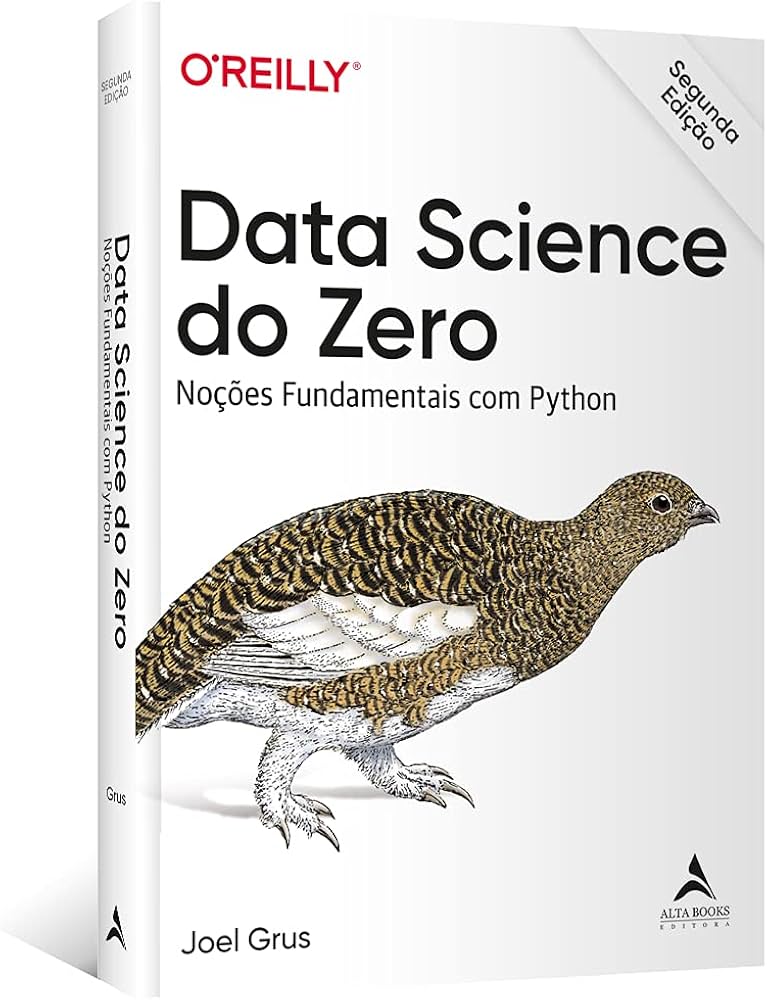 SEGUNDA
EDIÇÃO
Data Science do Zero
Noções Fundamentais com Python
Grus
O'REILLY®
Segunda
Edição
Data Science
do Zero
Noções Fundamentais com Python
Joel Grus
ALTA BOOKS
EDITORA